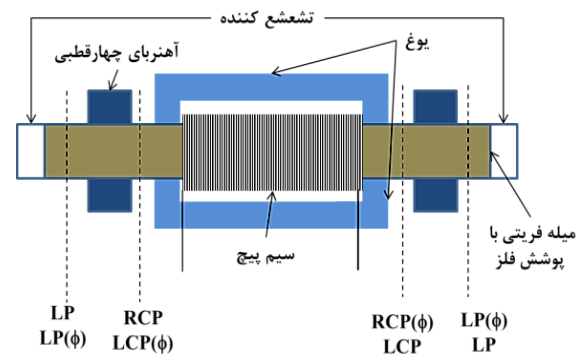 تشعشع کننده
آهنربای چهارقطبی
یوغ
سیم پیچ
میله فریتی با
پوشش فلز
LP
LP(ϕ)
RCP
LCP(ϕ)
RCP(ϕ)
LCP
LP(ϕ)
LP